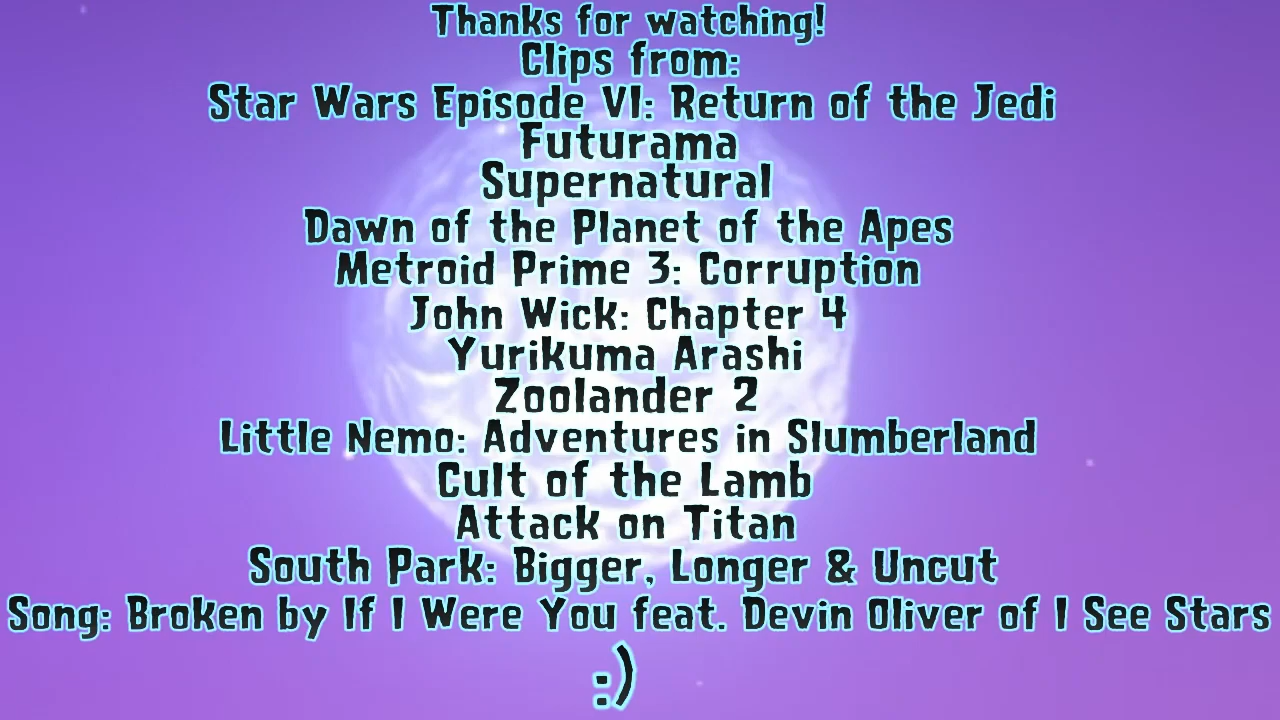 Thanks for watching!
Clips from:
Star Wars Episode VI: Return of the Jedi
Futurama
Supernatural
Dawn of the Planet of the Apes
Metroid Prime 3: Corruption
John Wick: Chapter 4
Yurikuma Arashi
Zoolander 2
Little Nemo: Adventures in Slumberland
Cult of the Lamb
Attack on Titan
South Park: Bigger, Longer & Uncut
Song: Broken by If I Were You feat. Devin Oliver of I See Stars
:)